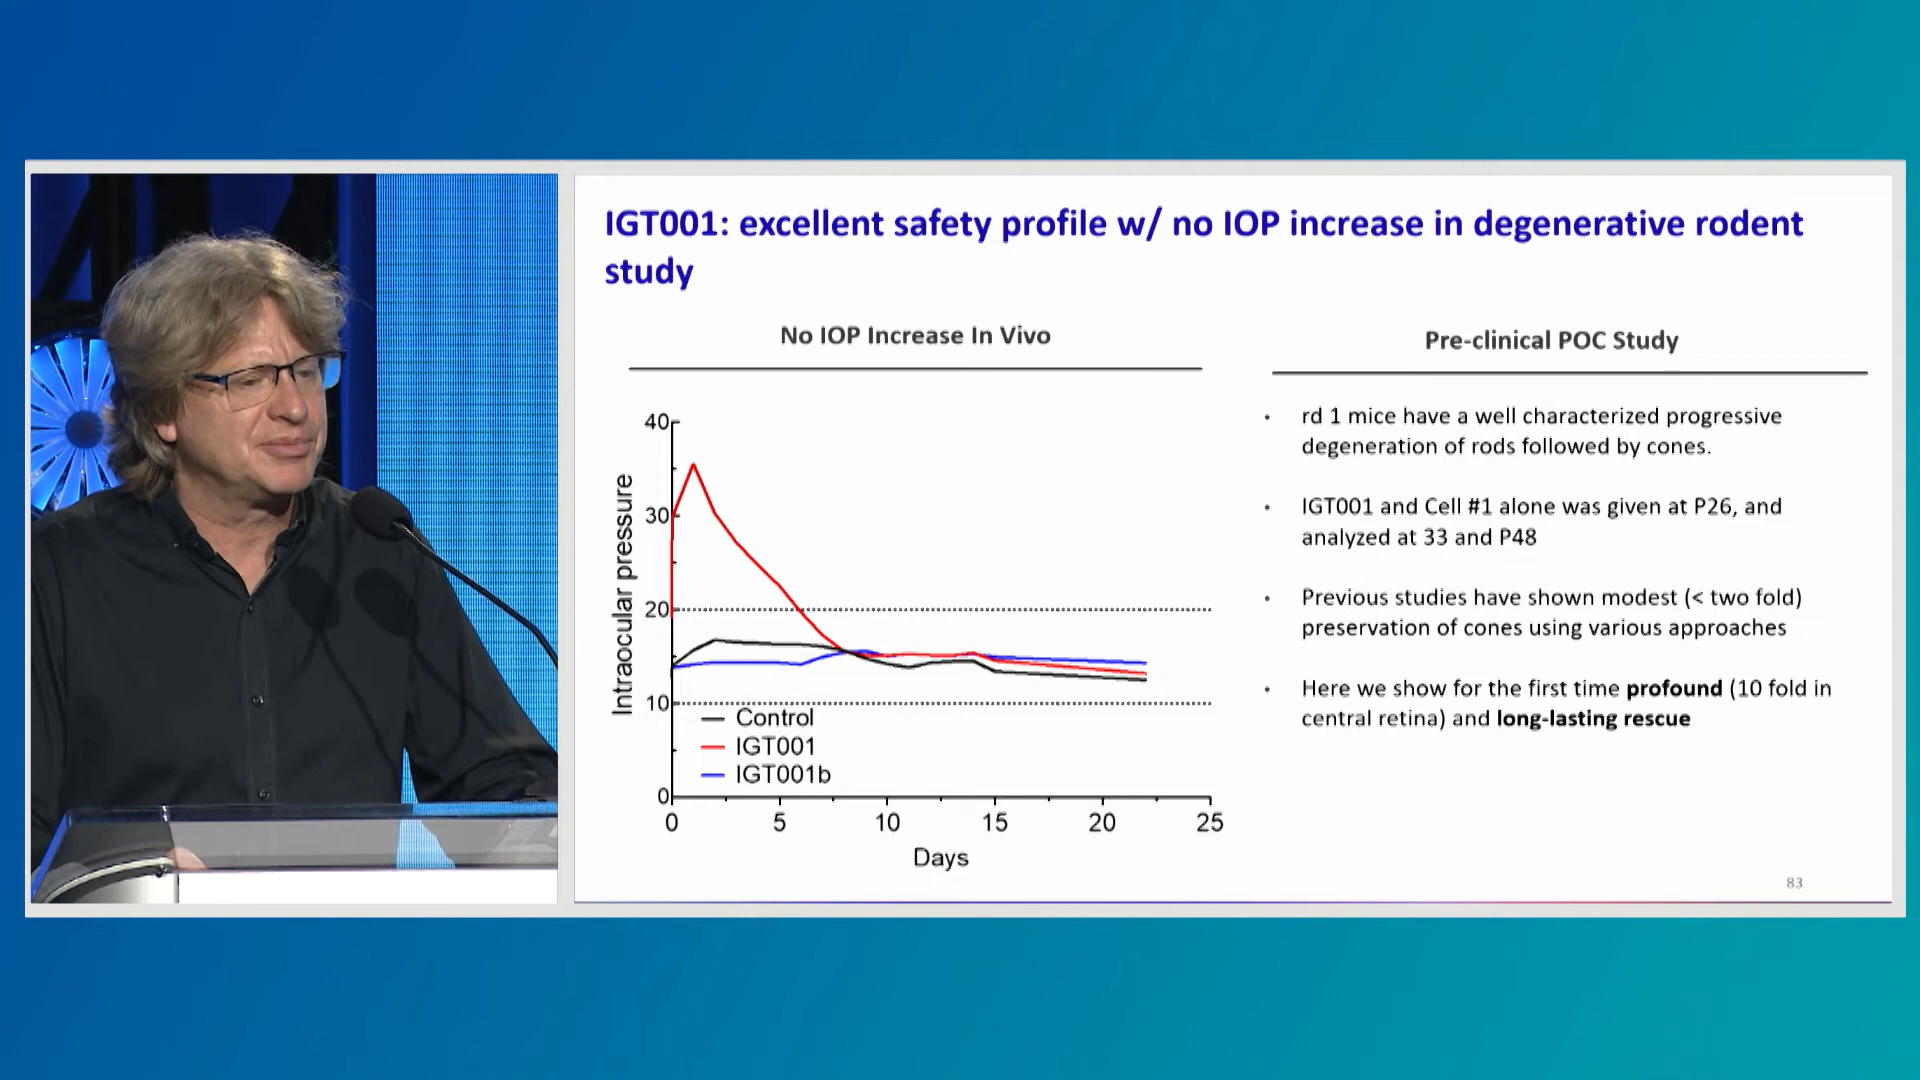 IGT001: excellent safety profile w/ no IOP increase in degenerative rodent
study
No IOP Increase In Vivo
40
30
20
10
0
Intraocular pressure
Control
IGT001
IGT001b
0 5 10 15 20 25
Days
Pre-clinical POC Study
• rd 1 mice have a well characterized progressive
degeneration of rods followed by cones.
• IGT001 and Cell #1 alone was given at P26, and
analyzed at 33 and P48
• Previous studies have shown modest (< two fold)
preservation of cones using various approaches
• Here we show for the first time profound (10 fold in
central retina) and long-lasting rescue
83